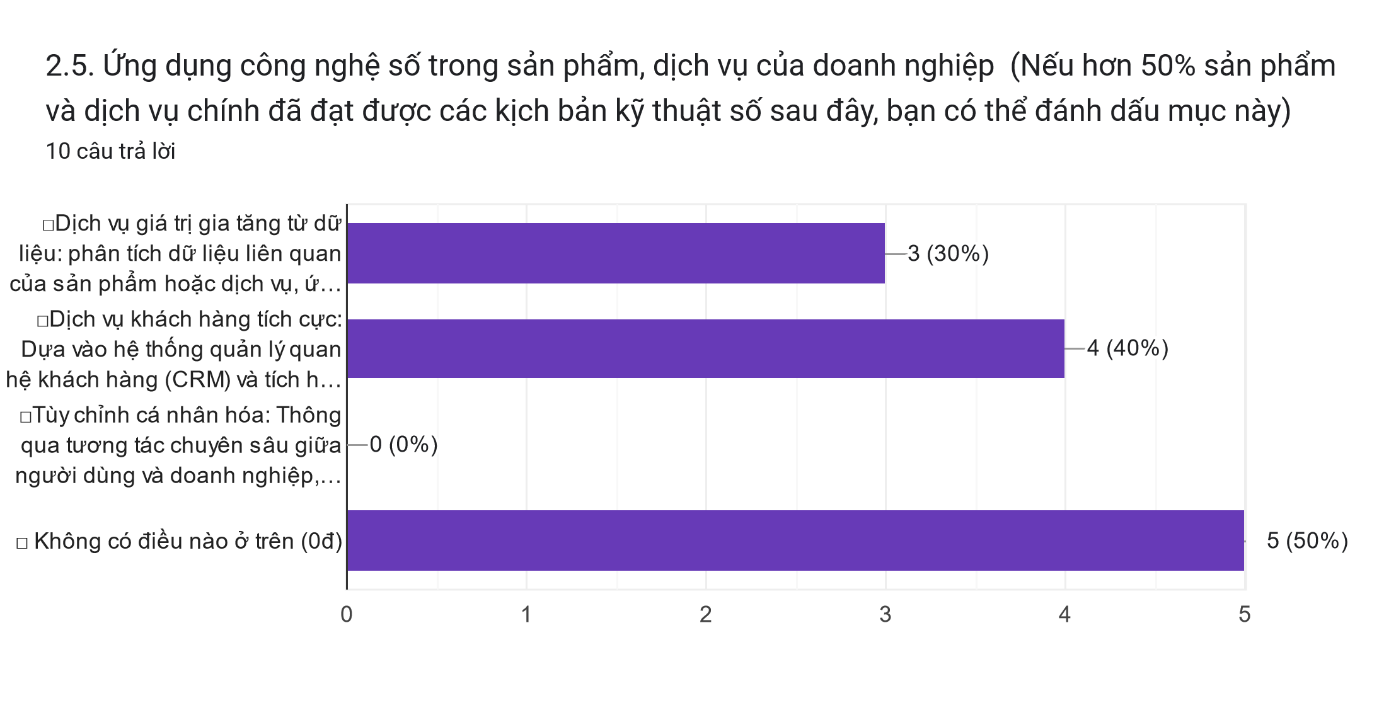 2.5. Ứng dụng công nghệ số trong sản phẩm, dịch vụ của doanh nghiệp (Nếu hơn 50% sản phẩm
và dịch vụ chính đã đạt được các kịch bản kỹ thuật số sau đây, bạn có thể đánh dấu mục này)
10 câu trả lời
□Dịch vụ giá trị gia tăng từ dữ
liệu: phân tích dữ liệu liên quan
của sản phẩm hoặc dịch vụ, ứ…
3 (30%)
□Dịch vụ khách hàng tích cực:
Dựa vào hệ thống quản lý quan
hệ khách hàng (CRM) và tích h…
4 (40%)
□Tùy chỉnh cá nhân hóa: Thông
qua tương tác chuyên sâu giữa
người dùng và doanh nghiệp,…
0 (0%)
□ Không có điều nào ở trên (0đ)
5 (50%)
0 1 2 3 4 5